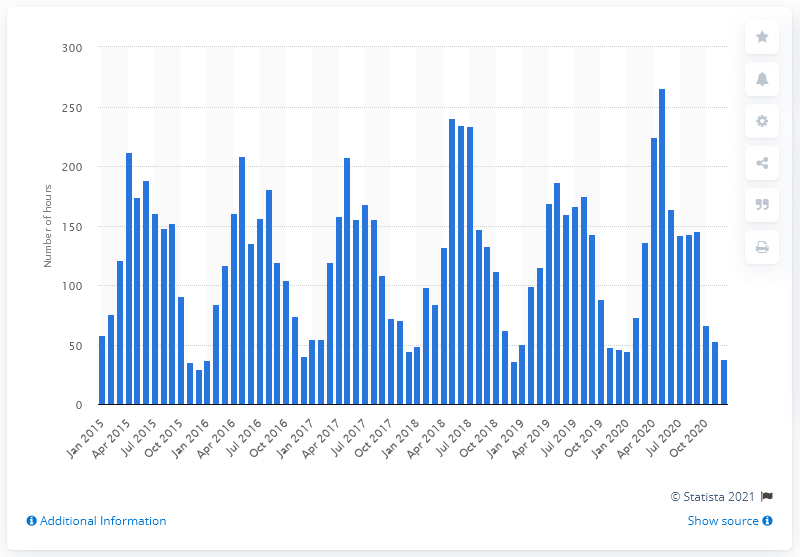 300
250
200
150
100
50
0
Number of hours
Jan 2015
Apr 2015
Jul 2015
Oct 2015
Jan 2016
Apr 2016
Jul 2016
Oct 2016
Jan 2017
Apr 2017
Jul 2017
Oct 2017
Jan 2018
Apr 2018
Jul 2018
Oct 2018
Jan 2019
Apr 2019
Jul 2019
Oct 2019
Jan 2020
Apr 2020
Jul 2020
Oct 2020
© Statista 2021
Additional Information
Show source